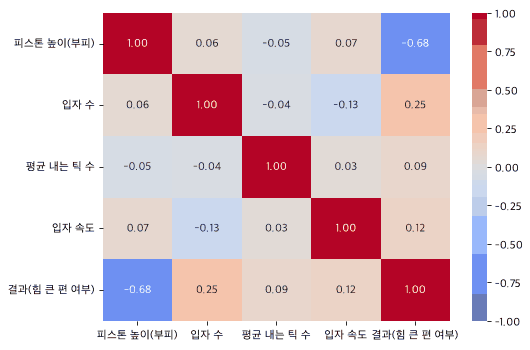 1.00
피스톤 높이(부피) 1.00 0.06 -0.05 0.07 -0.68
0.75
입자 수 0.06 1.00 -0.04 -0.13 0.25
0.50
0.25
평균 내는 틱 수 -0.05 -0.04 1.00 0.03 0.09
0.00
-0.25
입자 속도 0.07 -0.13 0.03 1.00 0.12
-0.50
결과(힘 큰 편 여부) -0.68 0.25 0.09 0.12 1.00
-0.75
-1.00
피스톤 높이(부피) 입자 수 평균 내는 틱 수 입자 속도 결과(힘 큰 편 여부)